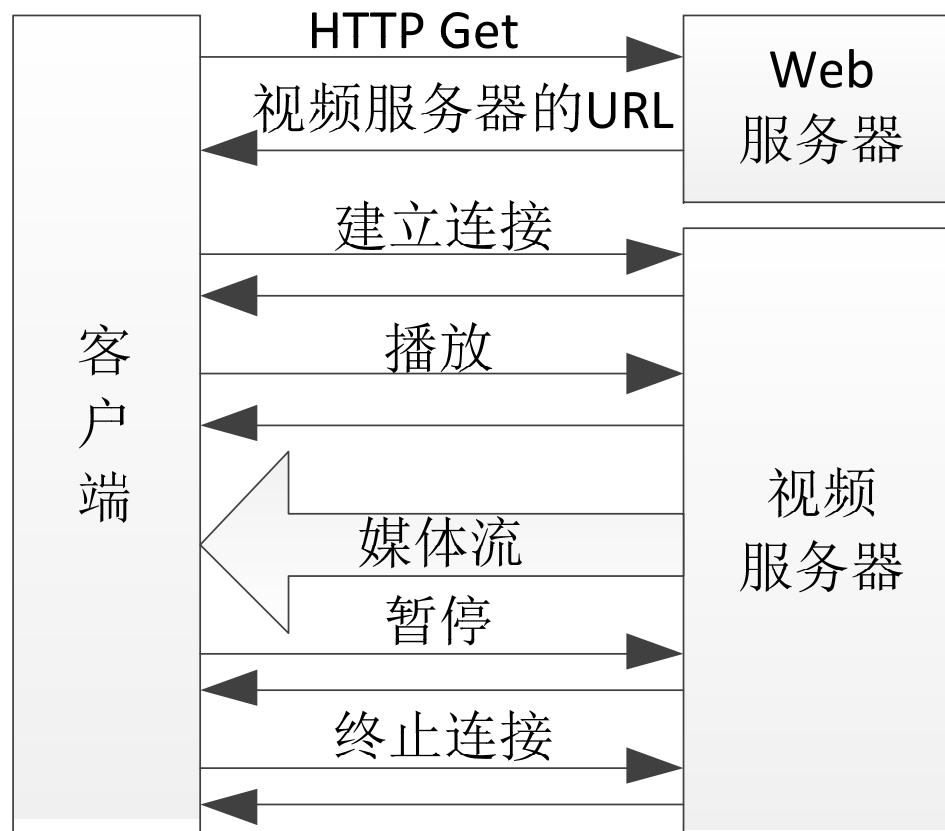 HTTP Get
Web
服务器
视频服务器的URL
建立连接
播放
客
户
端
媒体流
视频
服务器
暂停
终止连接